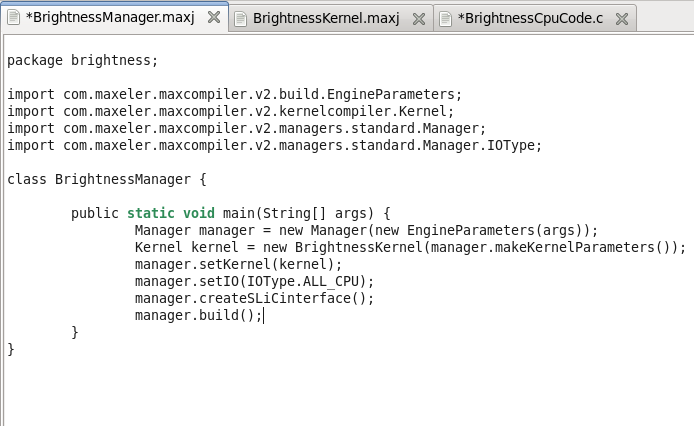 *BrightnessManager.maxj BrightnessKernel.maxj *BrightnessCpuCode.c
package brightness;
import com.maxeler.maxcompiler.v2.build.EngineParameters;
import com.maxeler.maxcompiler.v2.kernelcompiler.Kernel;
import com.maxeler.maxcompiler.v2.managers.standard.Manager;
import com.maxeler.maxcompiler.v2.managers.standard.Manager.IOType;
class BrightnessManager {
public static void main(String[] args) {
Manager manager = new Manager(new EngineParameters(args));
Kernel kernel = new BrightnessKernel(manager.makeKernelParameters());
manager.setKernel(kernel);
manager.setIO(IOType.ALL_CPU);
manager.createSLiCinterface();
manager.build();
}
}